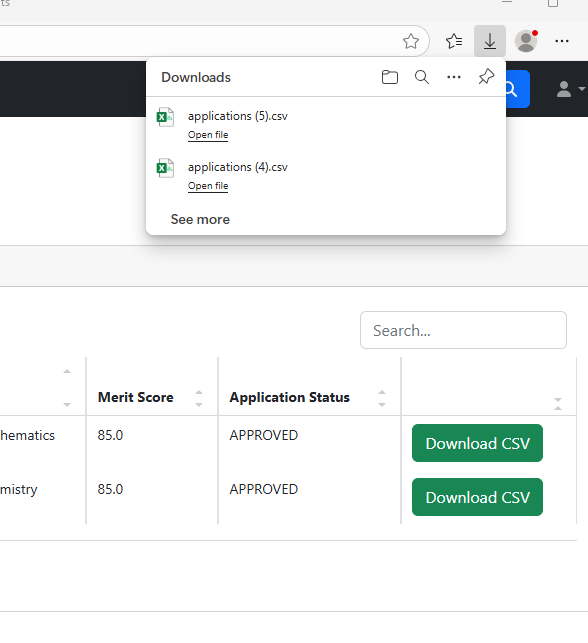 ts
Downloads
applications (5).csv
Open file
applications (4).csv
Open file
See more
Search...
Merit Score
Application Status
hematics
85.0
APPROVED
Download CSV
mistry
85.0
APPROVED
Download CSV